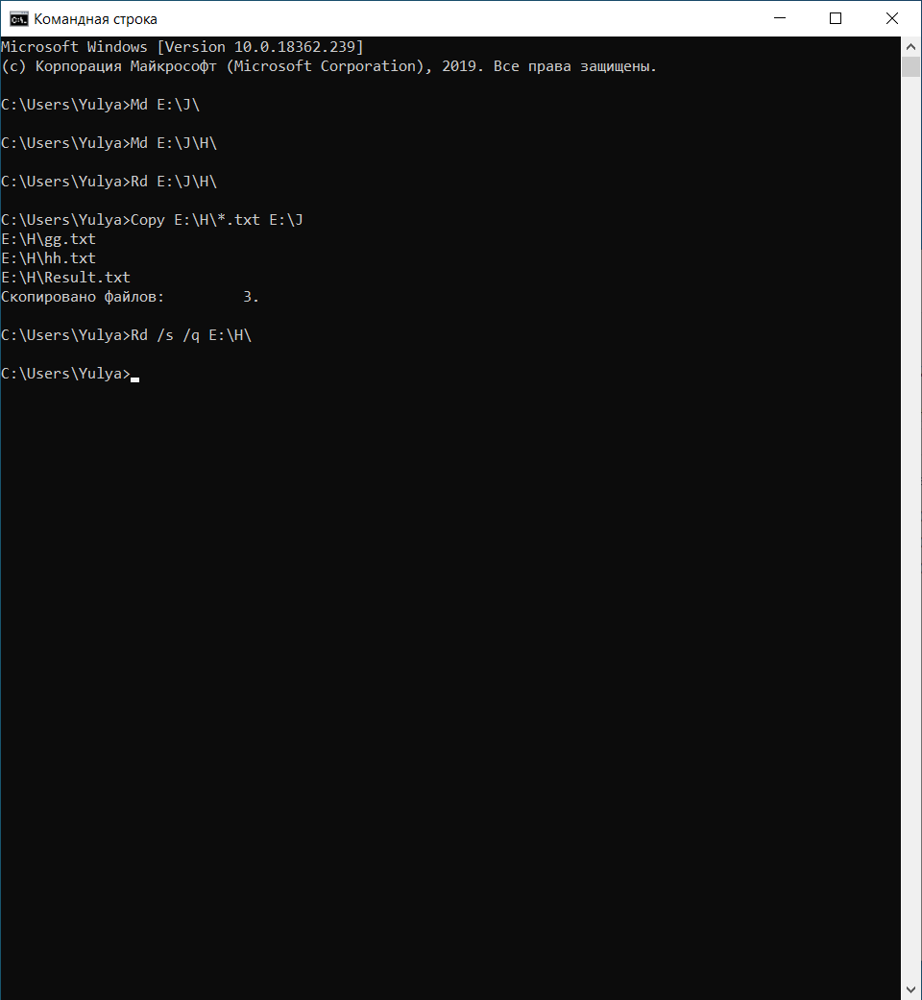 Командная строка
Microsoft Windows [Version 10.0.18362.239]
(c) Корпорация Майкрософт (Microsoft Corporation), 2019. Все права защищены.
C:\Users\Yulya>Md E:\J\
C:\Users\Yulya>Md E:\J\H\
C:\Users\Yulya>Rd E:\J\H\
C:\Users\Yulya>Copy E:\H\*.txt E:\J
E:\H\gg.txt
E:\H\hh.txt
E:\H\Result.txt
Скопировано файлов:         3.
C:\Users\Yulya>Rd /s /q E:\H\
C:\Users\Yulya>